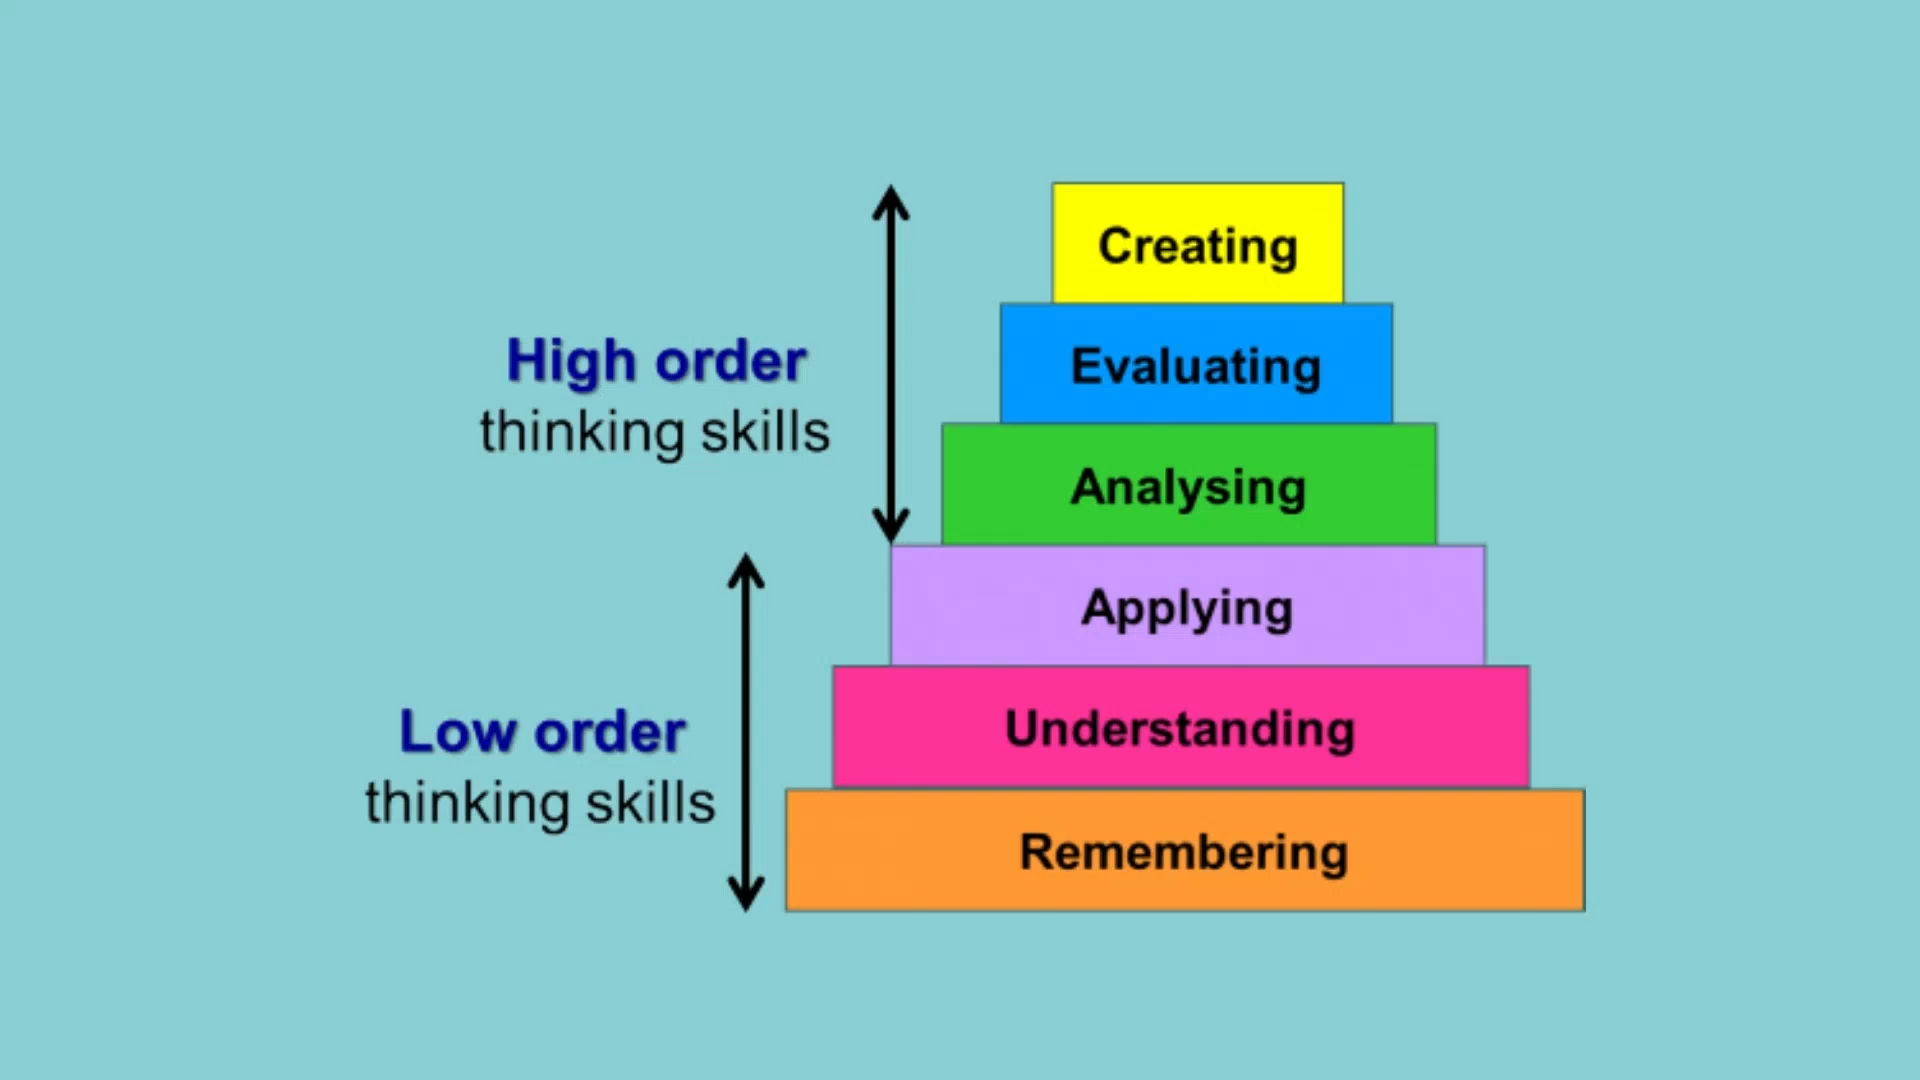 Creating
Evaluating
High order
thinking skills
Analysing
Applying
Understanding
Low order
thinking skills
Remembering